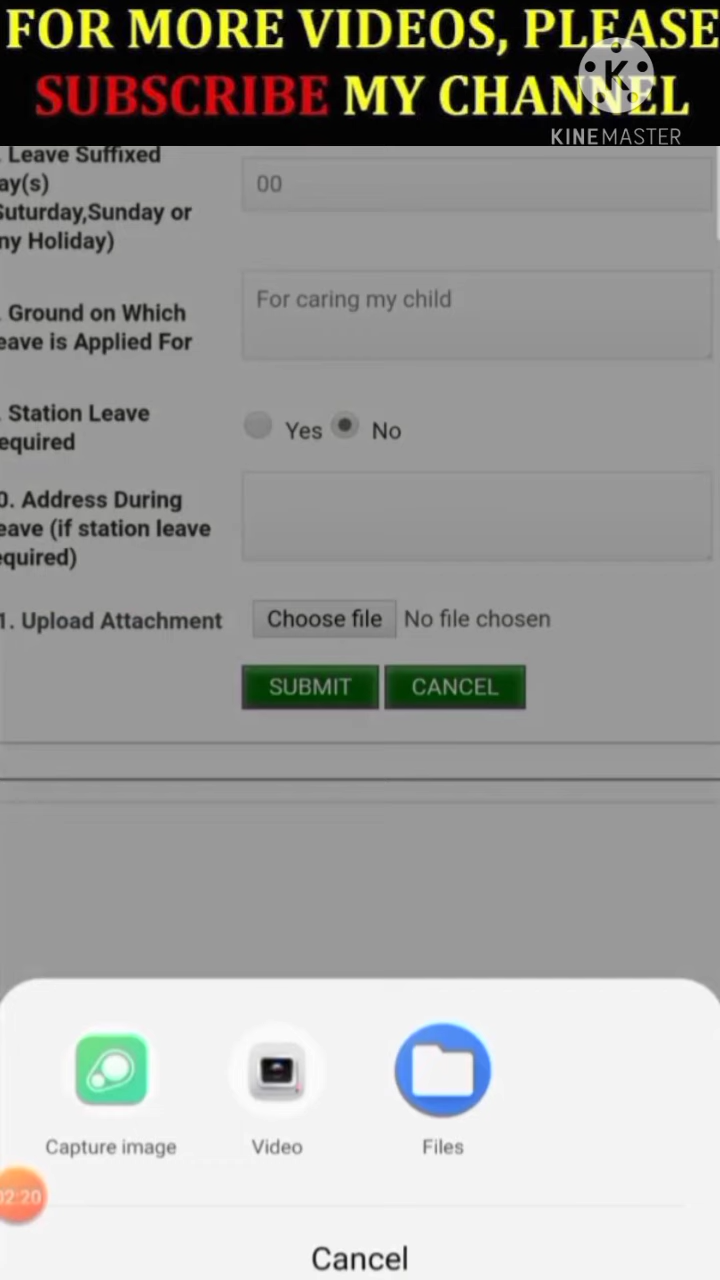 FOR MORE VIDEOS, PLEASE
SUBSCRIBE MY CHANNEL
KINEMASTER
. Leave Suffixed
ay(s)
Suturday,Sunday or
ny Holiday)
00
. Ground on Which
eave is Applied For
For caring my child
. Station Leave
equired
Yes No
0. Address During
eave (if station leave
equired)
1. Upload Attachment
Choose file No file chosen
SUBMIT CANCEL
Capture image Video Files
02:20
Cancel